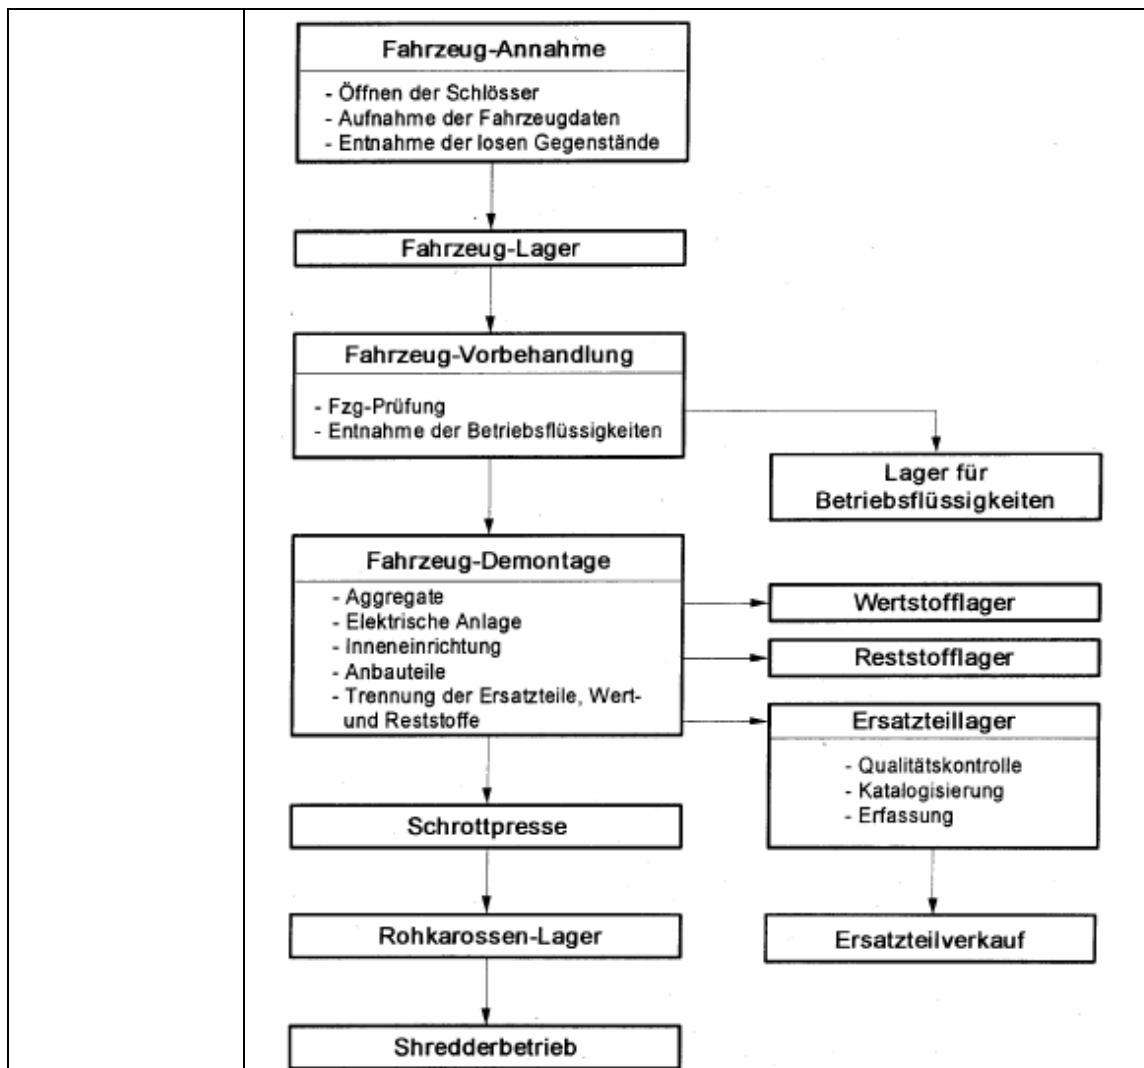 Fahrzeug-Annahme
- Öffnen der Schlösser
- Aufnahme der Fahrzeugdaten
- Entnahme der losen Gegenstände
Fahrzeug-Lager
Fahrzeug-Vorbehandlung
- Fzg-Prüfung
- Entnahme der Betriebsflüssigkeiten
Lager für
Betriebsflüssigkeiten
Fahrzeug-Demontage
- Aggregate
- Elektrische Anlage
- Inneneinrichtung
- Anbauteile
- Trennung der Ersatzteile, Wert-
und Reststoffe
Wertstofflager
Reststofflager
Ersatzteillager
- Qualitätskontrolle
- Katalogisierung
- Erfassung
Schrottpresse
Rohkarossen-Lager
Ersatzteilverkauf
Shredderbetrieb